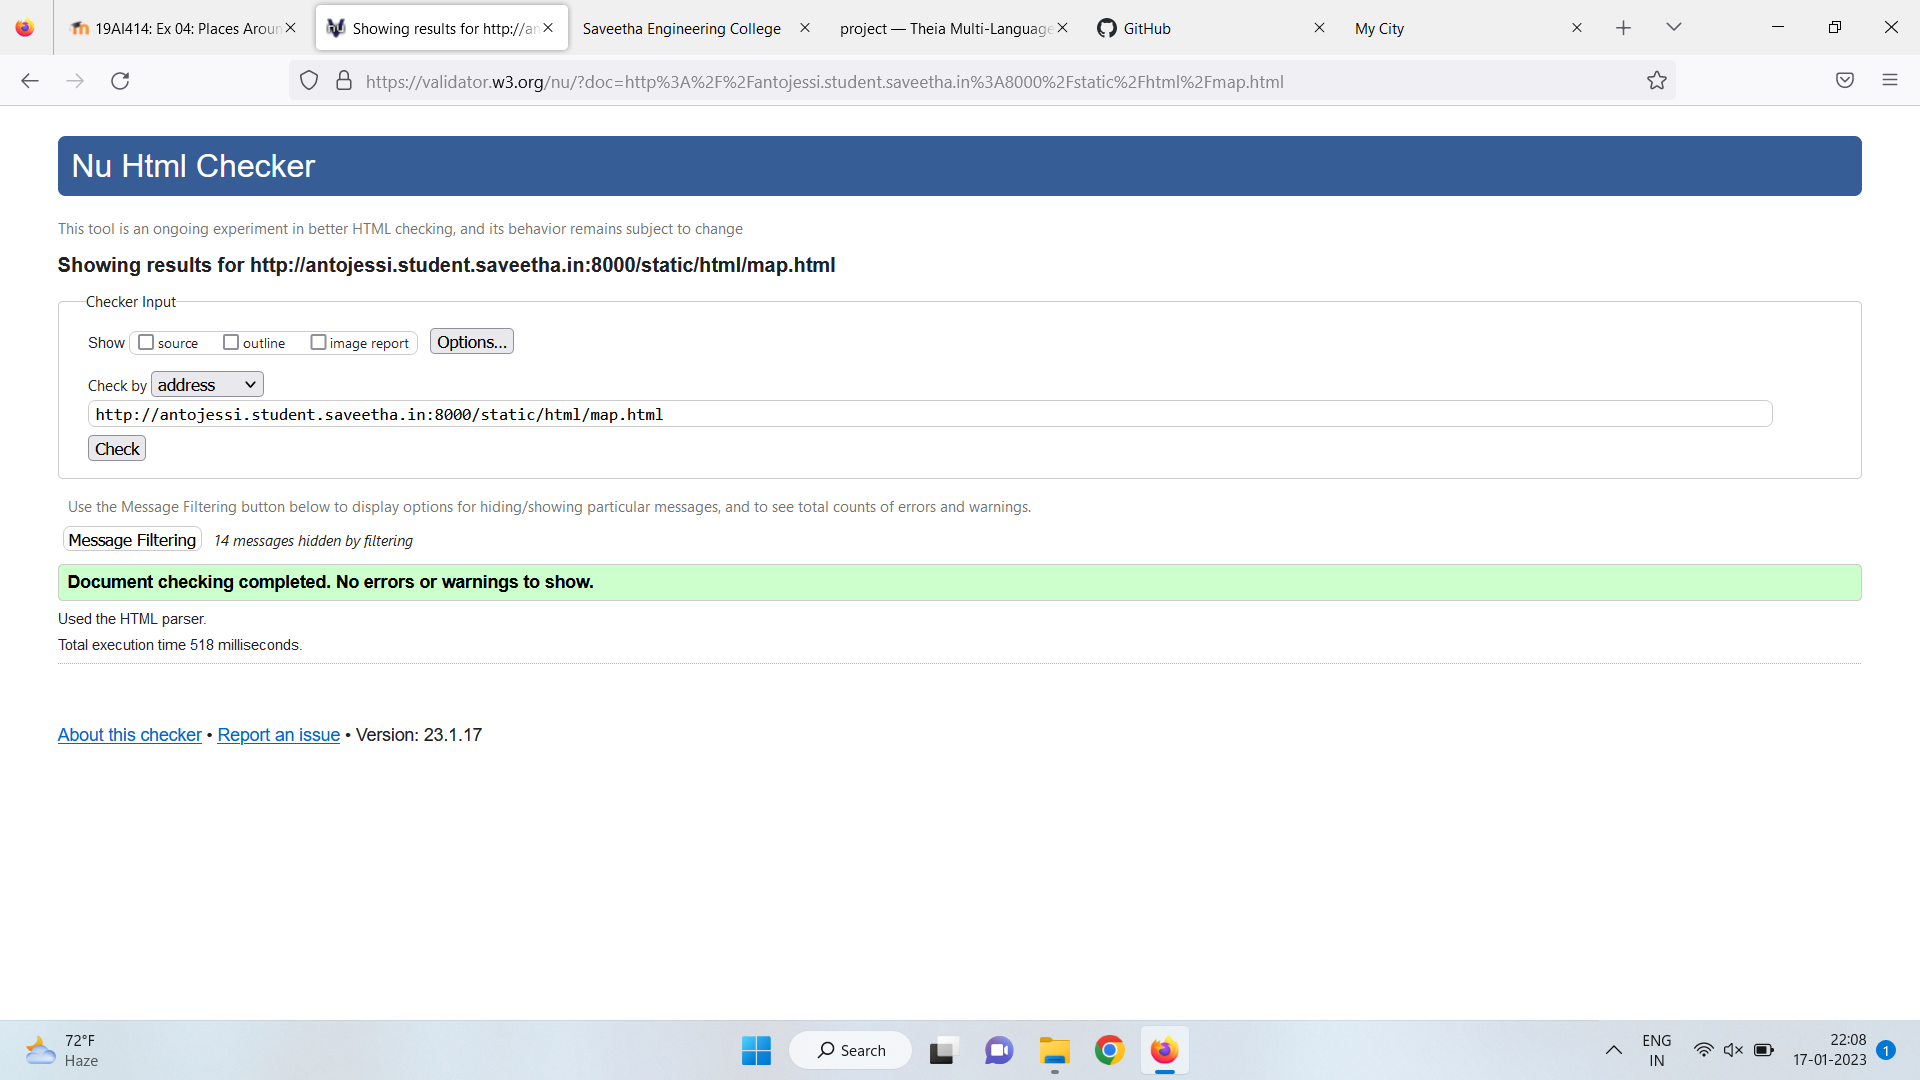 19AI414: Ex 04: Places Aroun
Showing results for http://an
Saveetha Engineering College
project — Theia Multi-Language
GitHub
My City
https://validator.w3.org/nu/?doc=http%3A%2F%2Fantojessi.student.saveetha.in%3A8000%2Fstatic%2Fhtml%2Fmap.html
Nu Html Checker
This tool is an ongoing experiment in better HTML checking, and its behavior remains subject to change
Showing results for http://antojessi.student.saveetha.in:8000/static/html/map.html
Checker Input
Show source outline image report Options...
Check by address
http://antojessi.student.saveetha.in:8000/static/html/map.html
Check
Use the Message Filtering button below to display options for hiding/showing particular messages, and to see total counts of errors and warnings.
Message Filtering 14 messages hidden by filtering
Document checking completed. No errors or warnings to show.
Used the HTML parser.
Total execution time 518 milliseconds.
About this checker • Report an issue • Version: 23.1.17
72°F
Haze
Search
ENG
IN
22:08
17-01-2023
1